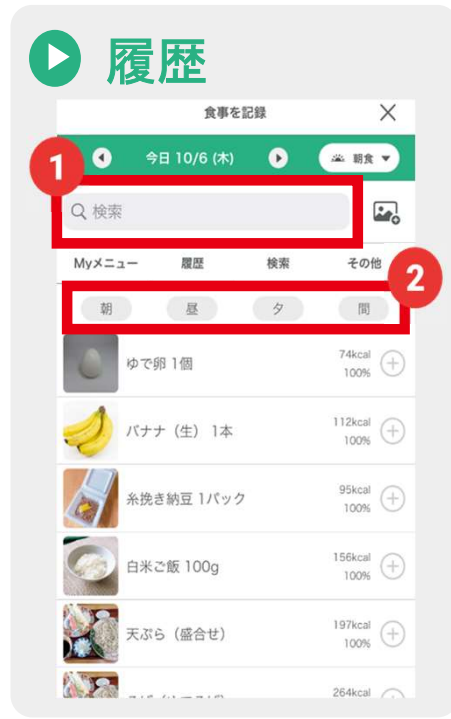 履歴
食事を記録
1
今日 10/6 (木)
朝食
検索
Myメニュー 履歴 検索 その他
2
朝 昼 夕 間
ゆで卵 1個
74kcal
100%
バナナ（生） 1本
112kcal
100%
糸挽き納豆 1パック
95kcal
100%
白米ご飯 100g
156kcal
100%
天ぷら（盛合せ）
197kcal
100%
264kcal